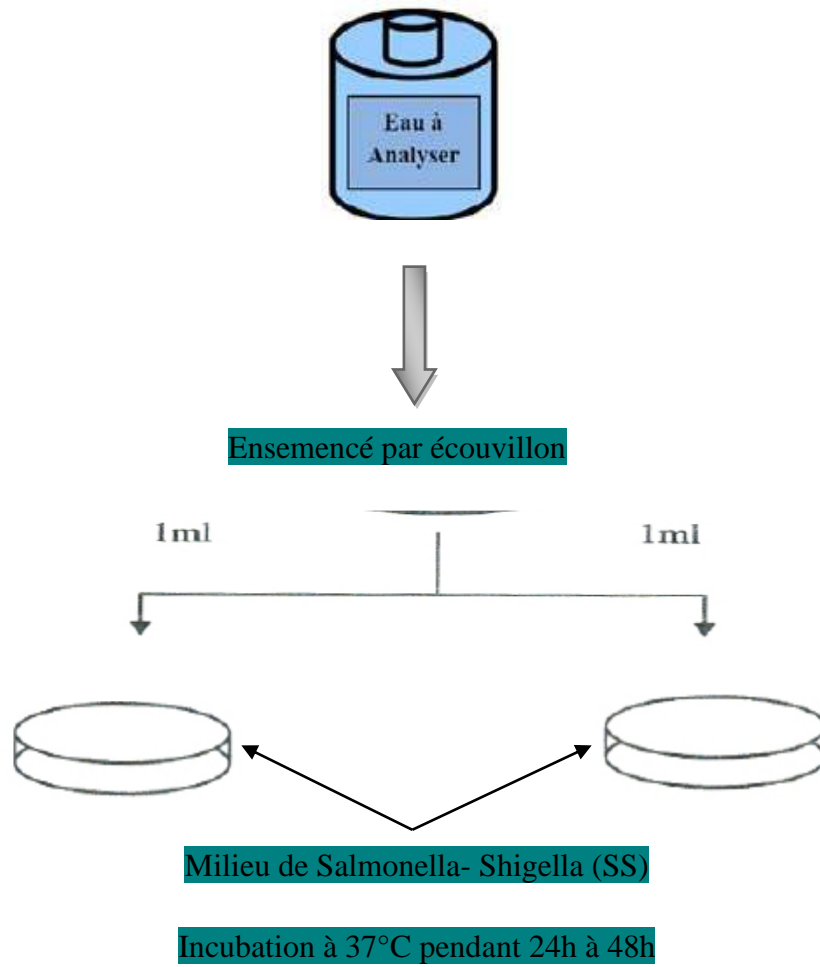 Eau à
Analyser
Ensemencé par écouvillon
1ml
1ml
Milieu de Salmonella- Shigella (SS)
Incubation à 37°C pendant 24h à 48h